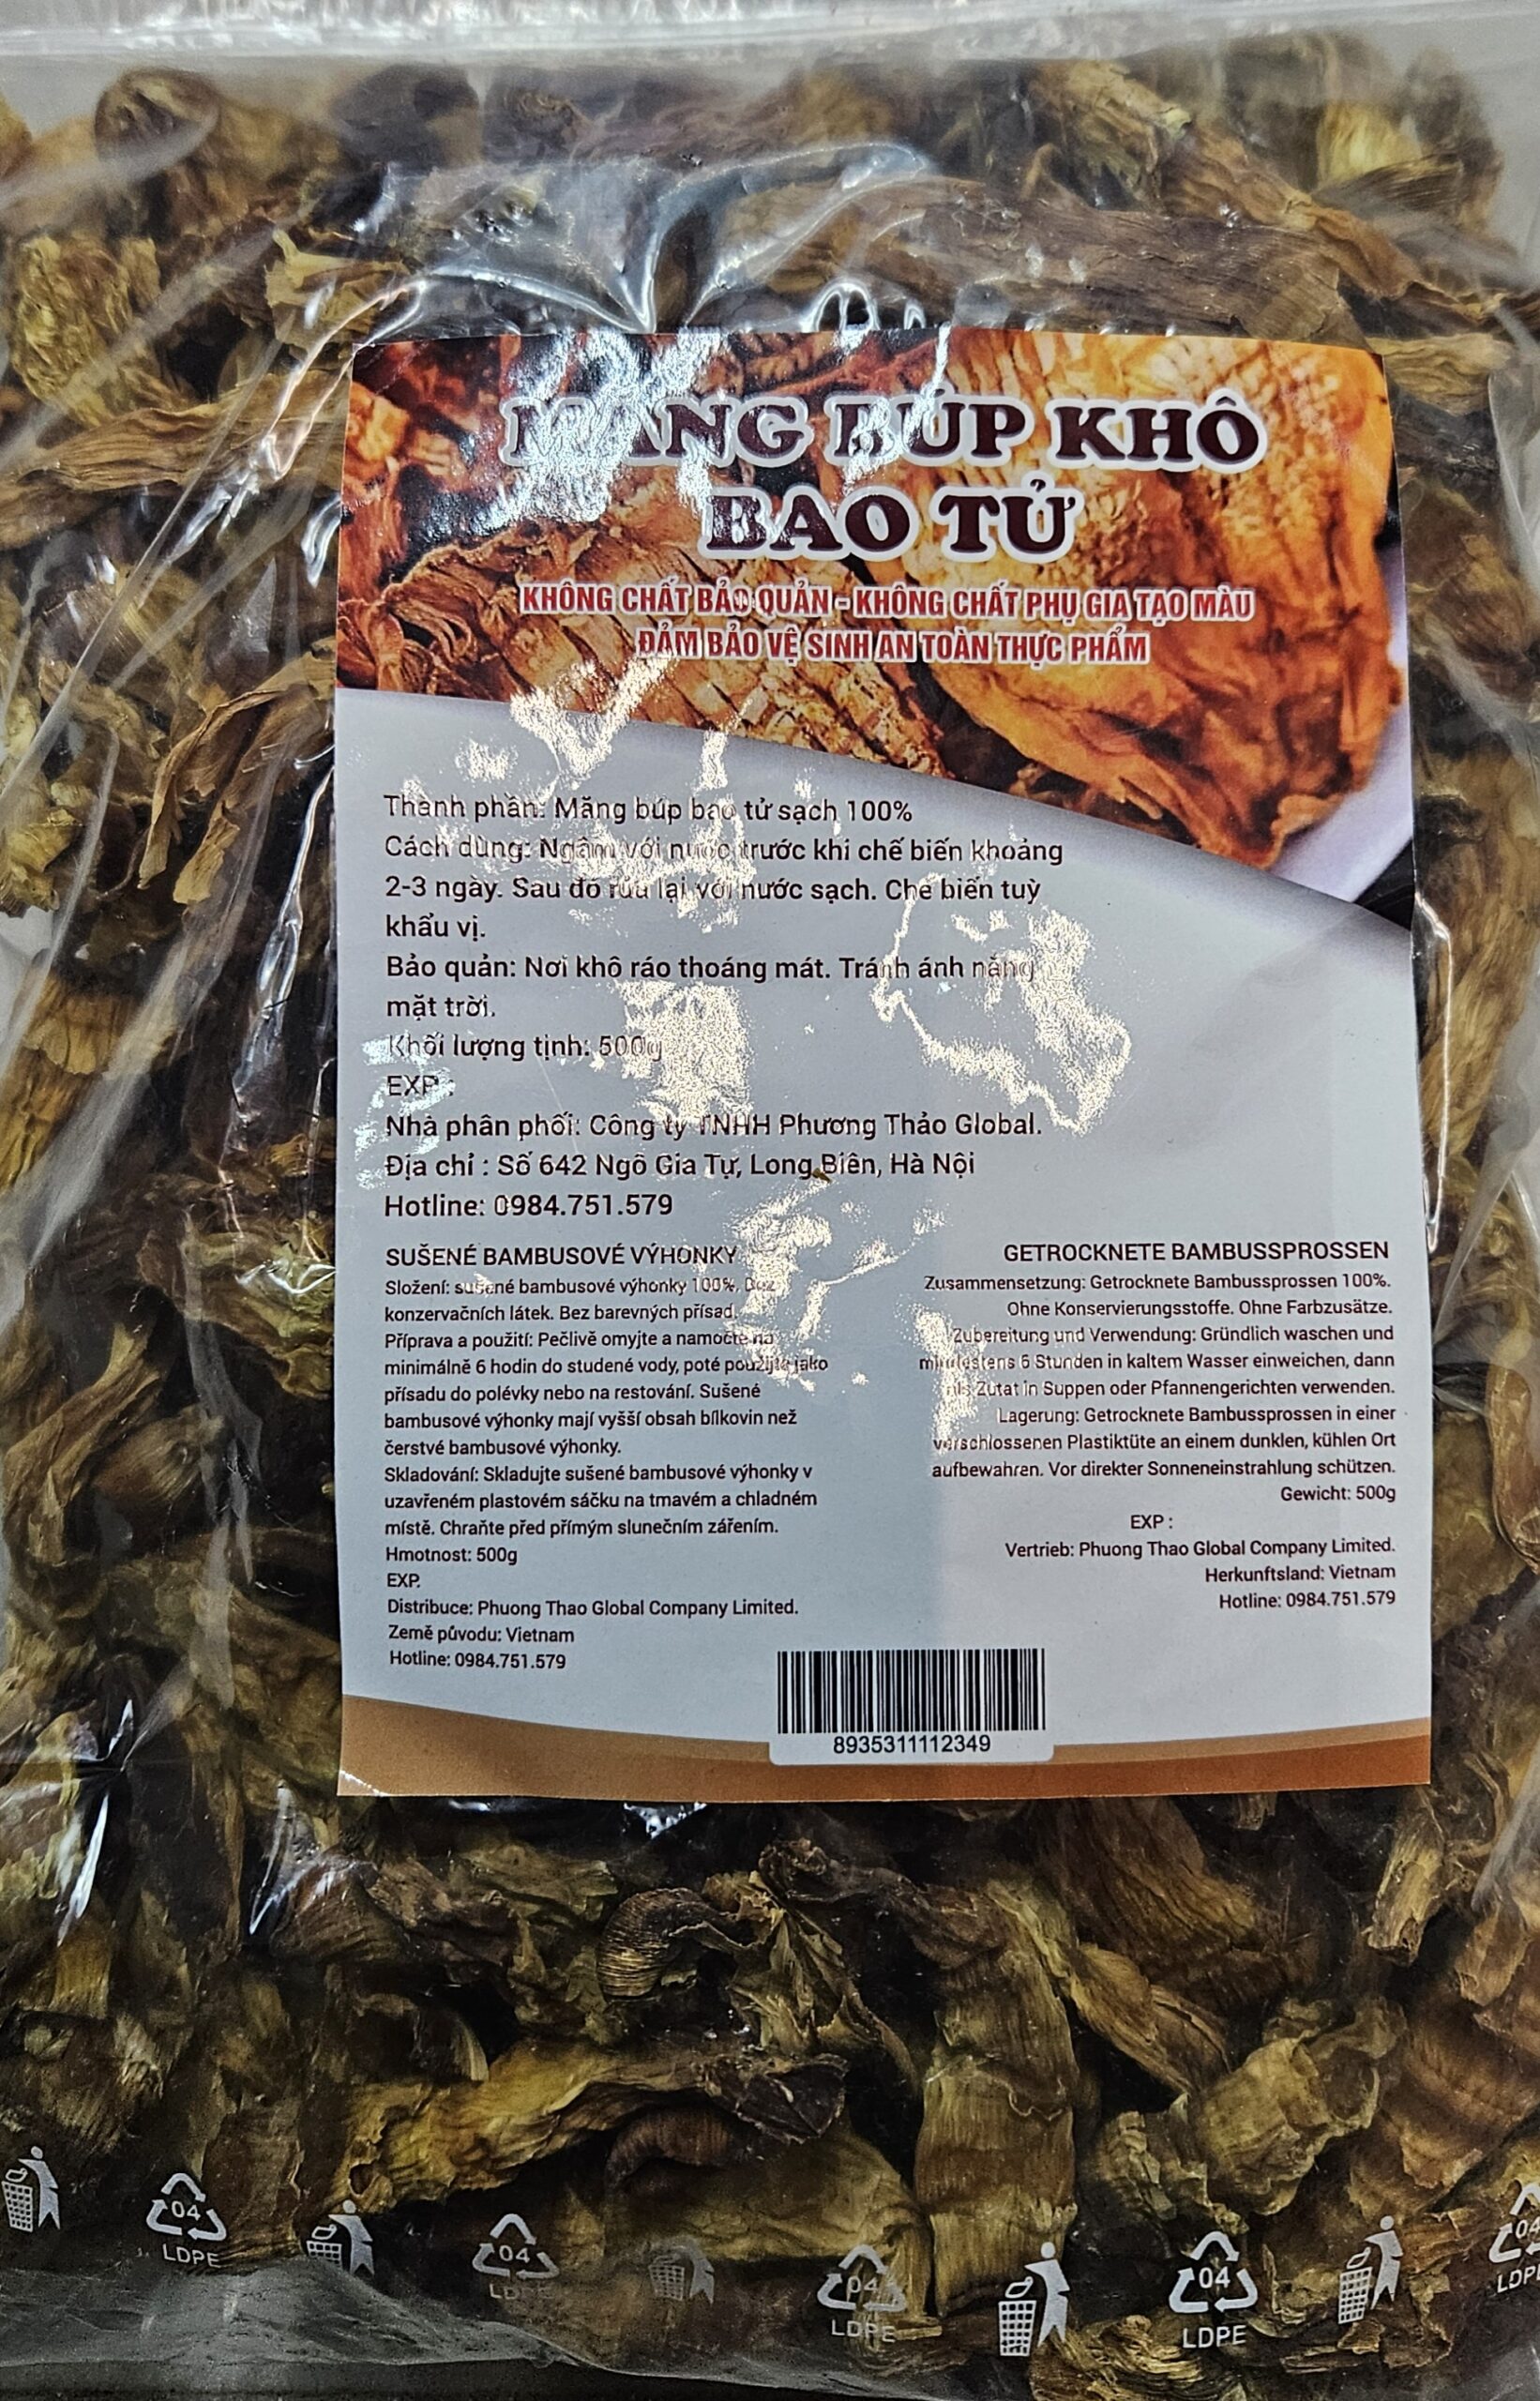 MĂNG BÚP KHÔ
BAO TỬ
KHÔNG CHẤT BẢO QUẢN - KHÔNG CHẤT PHỤ GIA TẠO MÀU
ĐẢM BẢO VỆ SINH AN TOÀN THỰC PHẨM
Thành phần: Măng búp bao tử sạch 100%
Cách dùng: Ngâm với nước trước khi chế biến khoảng
2-3 ngày. Sau đó rửa lại với nước sạch. Chế biến tuỳ
khẩu vị.
Bảo quản: Nơi khô ráo thoáng mát. Tránh ánh nắng
mặt trời.
Khối lượng tịnh: 500g
EXP :
Nhà phân phối: Công ty TNHH Phương Thảo Global.
Địa chỉ : Số 642 Ngô Gia Tự, Long Biên, Hà Nội
Hotline: 0984.751.579
SUŠENÉ BAMBUSOVÉ VÝHONKY
Složení: sušené bambusové výhonky 100%. Bez
konzervačních látek. Bez barevných přísad.
Příprava a použití: Pečlivě omyjte a namočte na
minimálně 6 hodin do studené vody, poté použijte jako
přísadu do polévky nebo na restování. Sušené
bambusové výhonky mají vyšší obsah bílkovin než
čerstvé bambusové výhonky.
Skladování: Skladujte sušené bambusové výhonky v
uzavřeném plastovém sáčku na tmavém a chladném
místě. Chraňte před přímým slunečním zářením.
Hmotnost: 500g
EXP.
Distribuce: Phuong Thao Global Company Limited.
Země původu: Vietnam
Hotline: 0984.751.579
GETROCKNETE BAMBUSSPROSSEN
Zusammensetzung: Getrocknete Bambussprossen 100%.
Ohne Konservierungsstoffe. Ohne Farbzusätze.
Zubereitung und Verwendung: Gründlich waschen und
mindestens 6 Stunden in kaltem Wasser einweichen, dann
als Zutat in Suppen oder Pfannengerichten verwenden.
Lagerung: Getrocknete Bambussprossen in einer
verschlossenen Plastiktüte an einem dunklen, kühlen Ort
aufbewahren. Vor direkter Sonneneinstrahlung schützen.
Gewicht: 500g
EXP :
Vertrieb: Phuong Thao Global Company Limited.
Herkunftsland: Vietnam
Hotline: 0984.751.579
8935311112349
04
LDPE
04
LDPE
04
LDPE
04
LDPE
04
LDPE